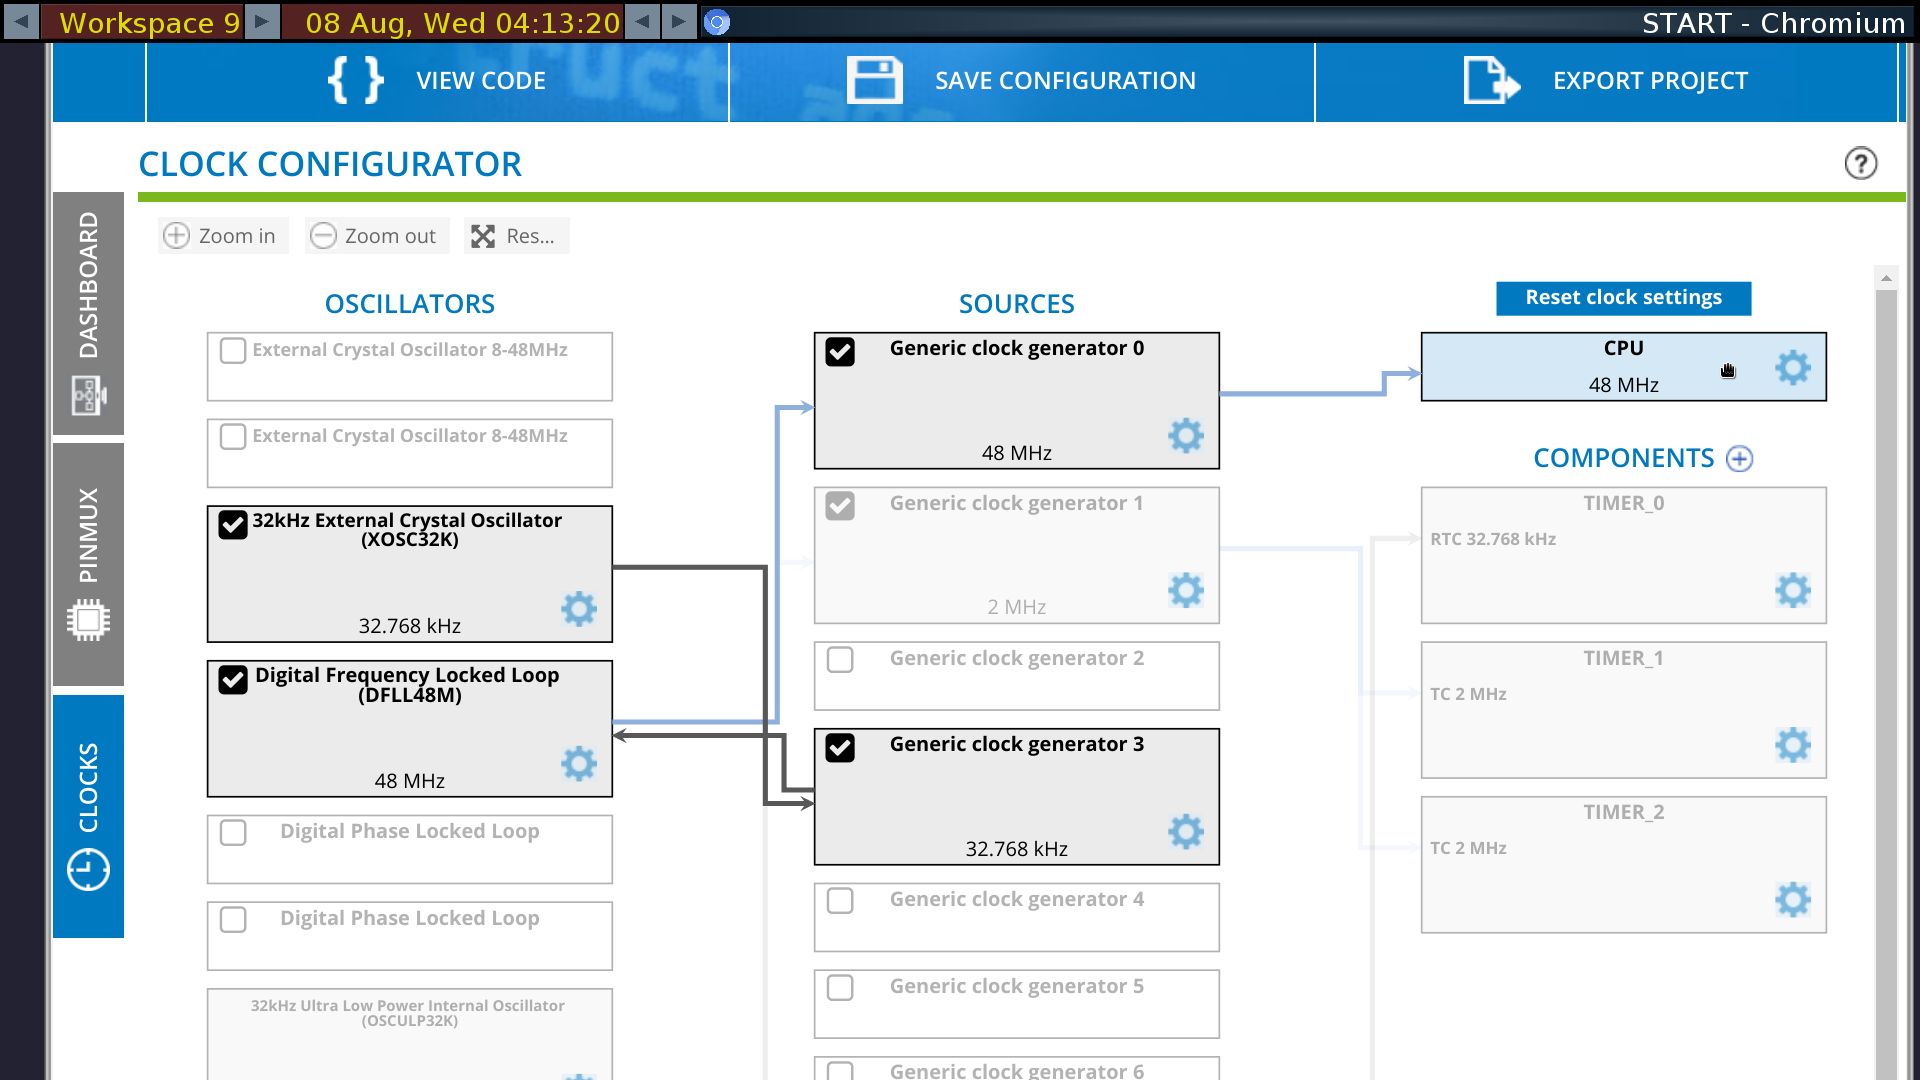 Workspace 9
08 Aug, Wed 04:13:20
START - Chromium
{ } VIEW CODE
SAVE CONFIGURATION
EXPORT PROJECT
CLOCK CONFIGURATOR
?
DASHBOARD
PINMUX
CLOCKS
Zoom in
Zoom out
Res...
OSCILLATORS
External Crystal Oscillator 8-48MHz
External Crystal Oscillator 8-48MHz
32kHz External Crystal Oscillator
(XOSC32K)
32.768 kHz
Digital Frequency Locked Loop
(DFLL48M)
48 MHz
Digital Phase Locked Loop
Digital Phase Locked Loop
32kHz Ultra Low Power Internal Oscillator
(OSCULP32K)
SOURCES
Generic clock generator 0
48 MHz
Generic clock generator 1
2 MHz
Generic clock generator 2
Generic clock generator 3
32.768 kHz
Generic clock generator 4
Generic clock generator 5
Generic clock generator 6
Reset clock settings
CPU
48 MHz
COMPONENTS
TIMER_0
RTC 32.768 kHz
TIMER_1
TC 2 MHz
TIMER_2
TC 2 MHz